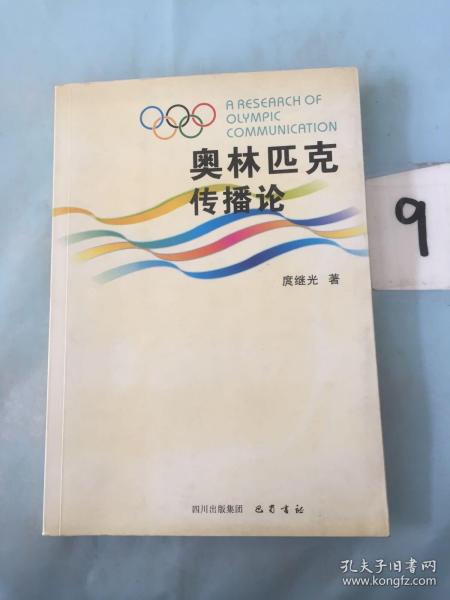 A RESEARCH OF
OLYMPIC
COMMUNICATION
奥林匹克
传播论
庹继光 著
9
四川出版集团 巴蜀书社
孔夫子旧书网
www.kongfz.com